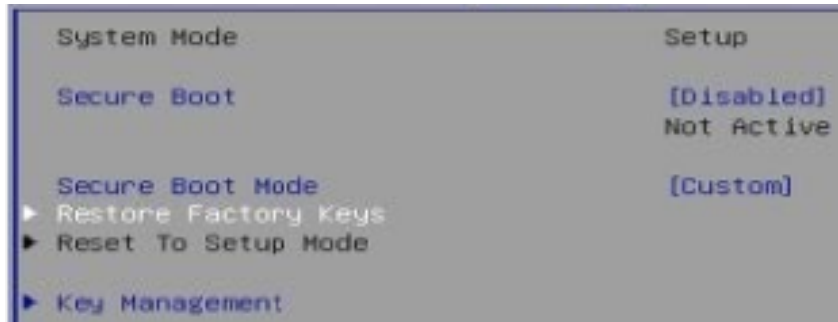 System Mode Setup
Secure Boot [Disabled]
Not Active
Secure Boot Mode [Custom]
Restore Factory Keys
Reset To Setup Mode
Key Management